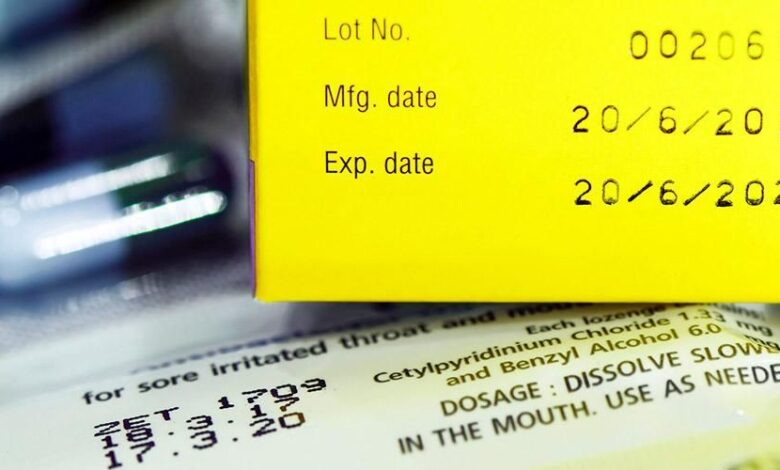 Lot No. 00206
Mfg. date 20/6/20
Exp. date 20/6/202
for sore irritated throat and
Each lozenge
Cetylpyridinium Chloride 1.33 mg
and Benzyl Alcohol 6.0
DOSAGE : DISSOLVE SLOW
IN THE MOUTH. USE AS NEEDE
ZET 1709
18.3.17
17.3.20